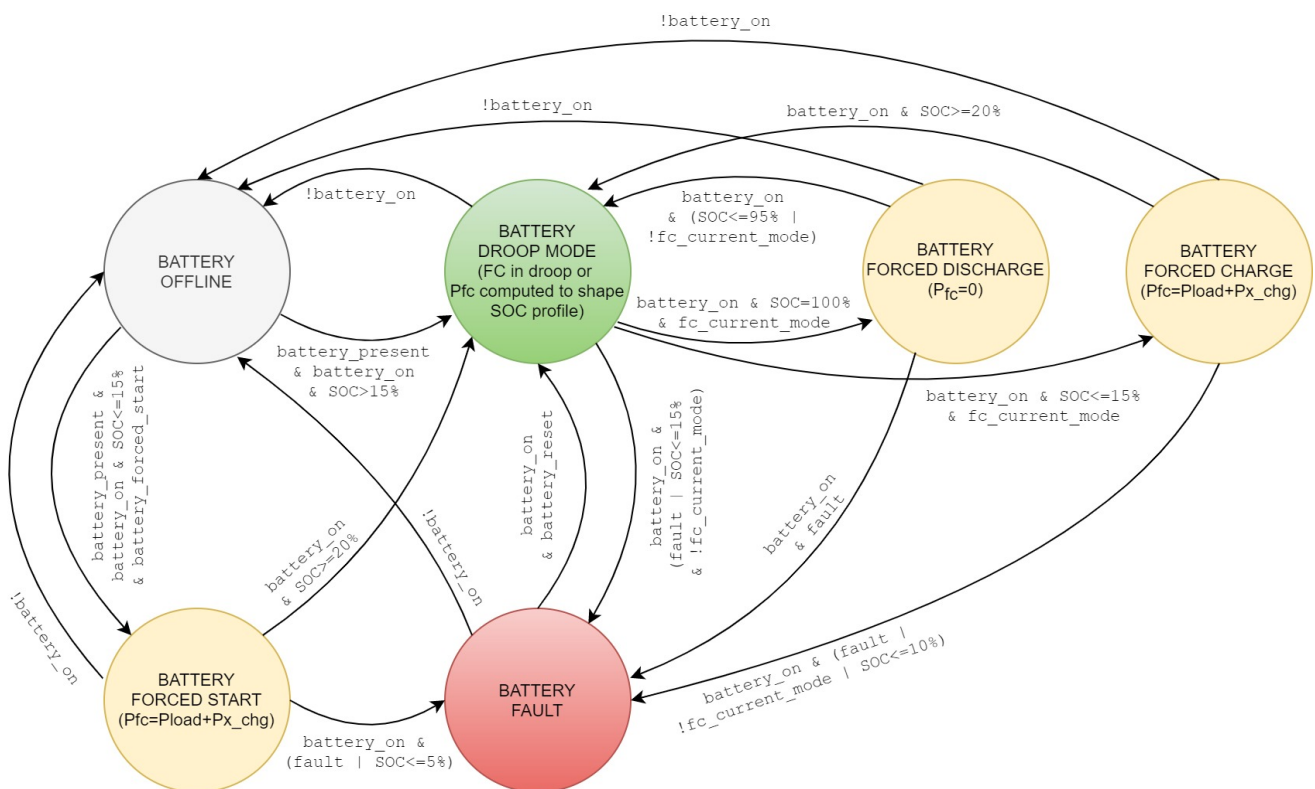 !battery_on
!battery_on
battery_on & SOC>=20%
!battery_on
battery_on
& (SOC<=95% |
!fc_current_mode)
BATTERY
OFFLINE
BATTERY
DROOP MODE
(FC in droop or
Pfc computed to shape
SOC profile)
BATTERY
FORCED DISCHARGE
(Pfc=0)
BATTERY
FORCED CHARGE
(Pfc=Pload+Px_chg)
battery_on & SOC=100%
& fc_current_mode
battery_present
& battery_on
& SOC>15%
battery_on & SOC<=15%
& fc_current_mode
battery_present &
battery_on & SOC<=15%
& battery_forced_start
battery_on
& SOC>=20%
!battery_on
battery_on
& battery_reset
battery_on &
(fault | SOC<=15%
& !fc_current_mode)
battery_on
& fault
battery_on & (fault |
!fc_current_mode | SOC<=10%)
!battery_on
BATTERY
FORCED START
(Pfc=Pload+Px_chg)
BATTERY
FAULT
battery_on &
(fault | SOC<=5%)